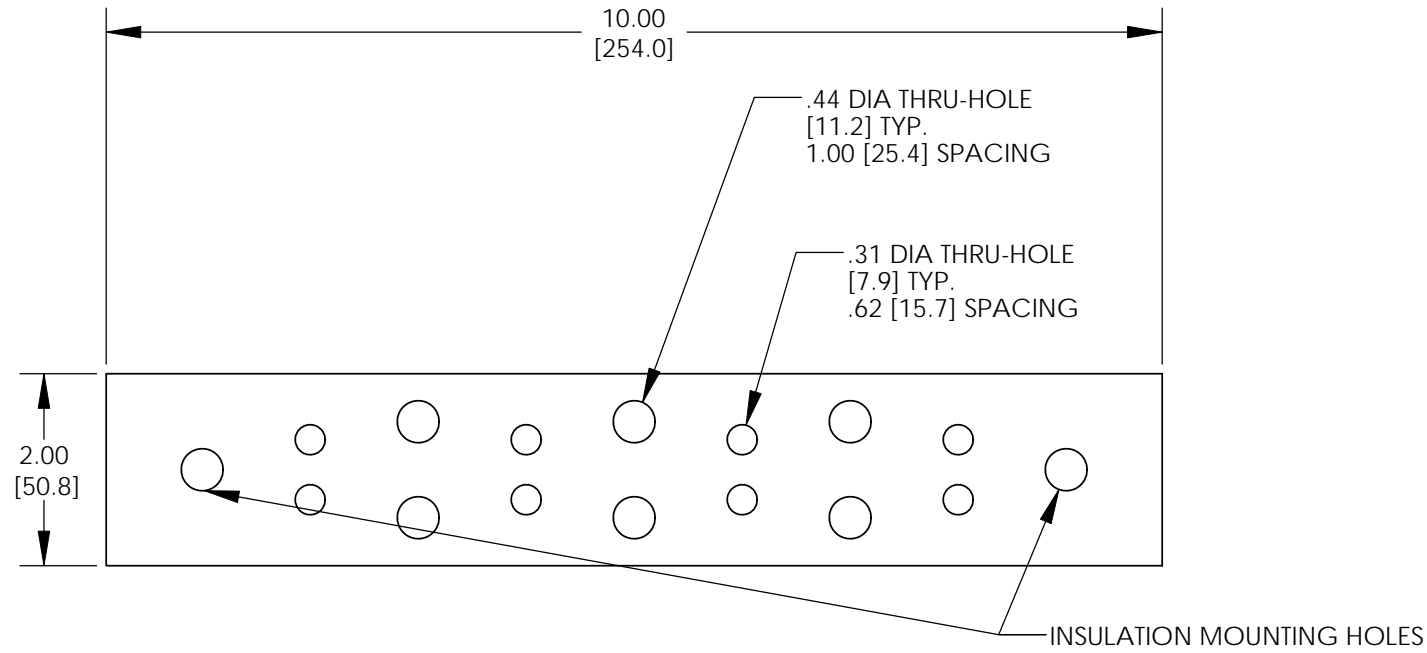 10.00
[254.0]
.44 DIA THRU-HOLE
[11.2] TYP.
1.00 [25.4] SPACING
.31 DIA THRU-HOLE
[7.9] TYP.
.62 [15.7] SPACING
2.00
[50.8]
INSULATION MOUNTING HOLES